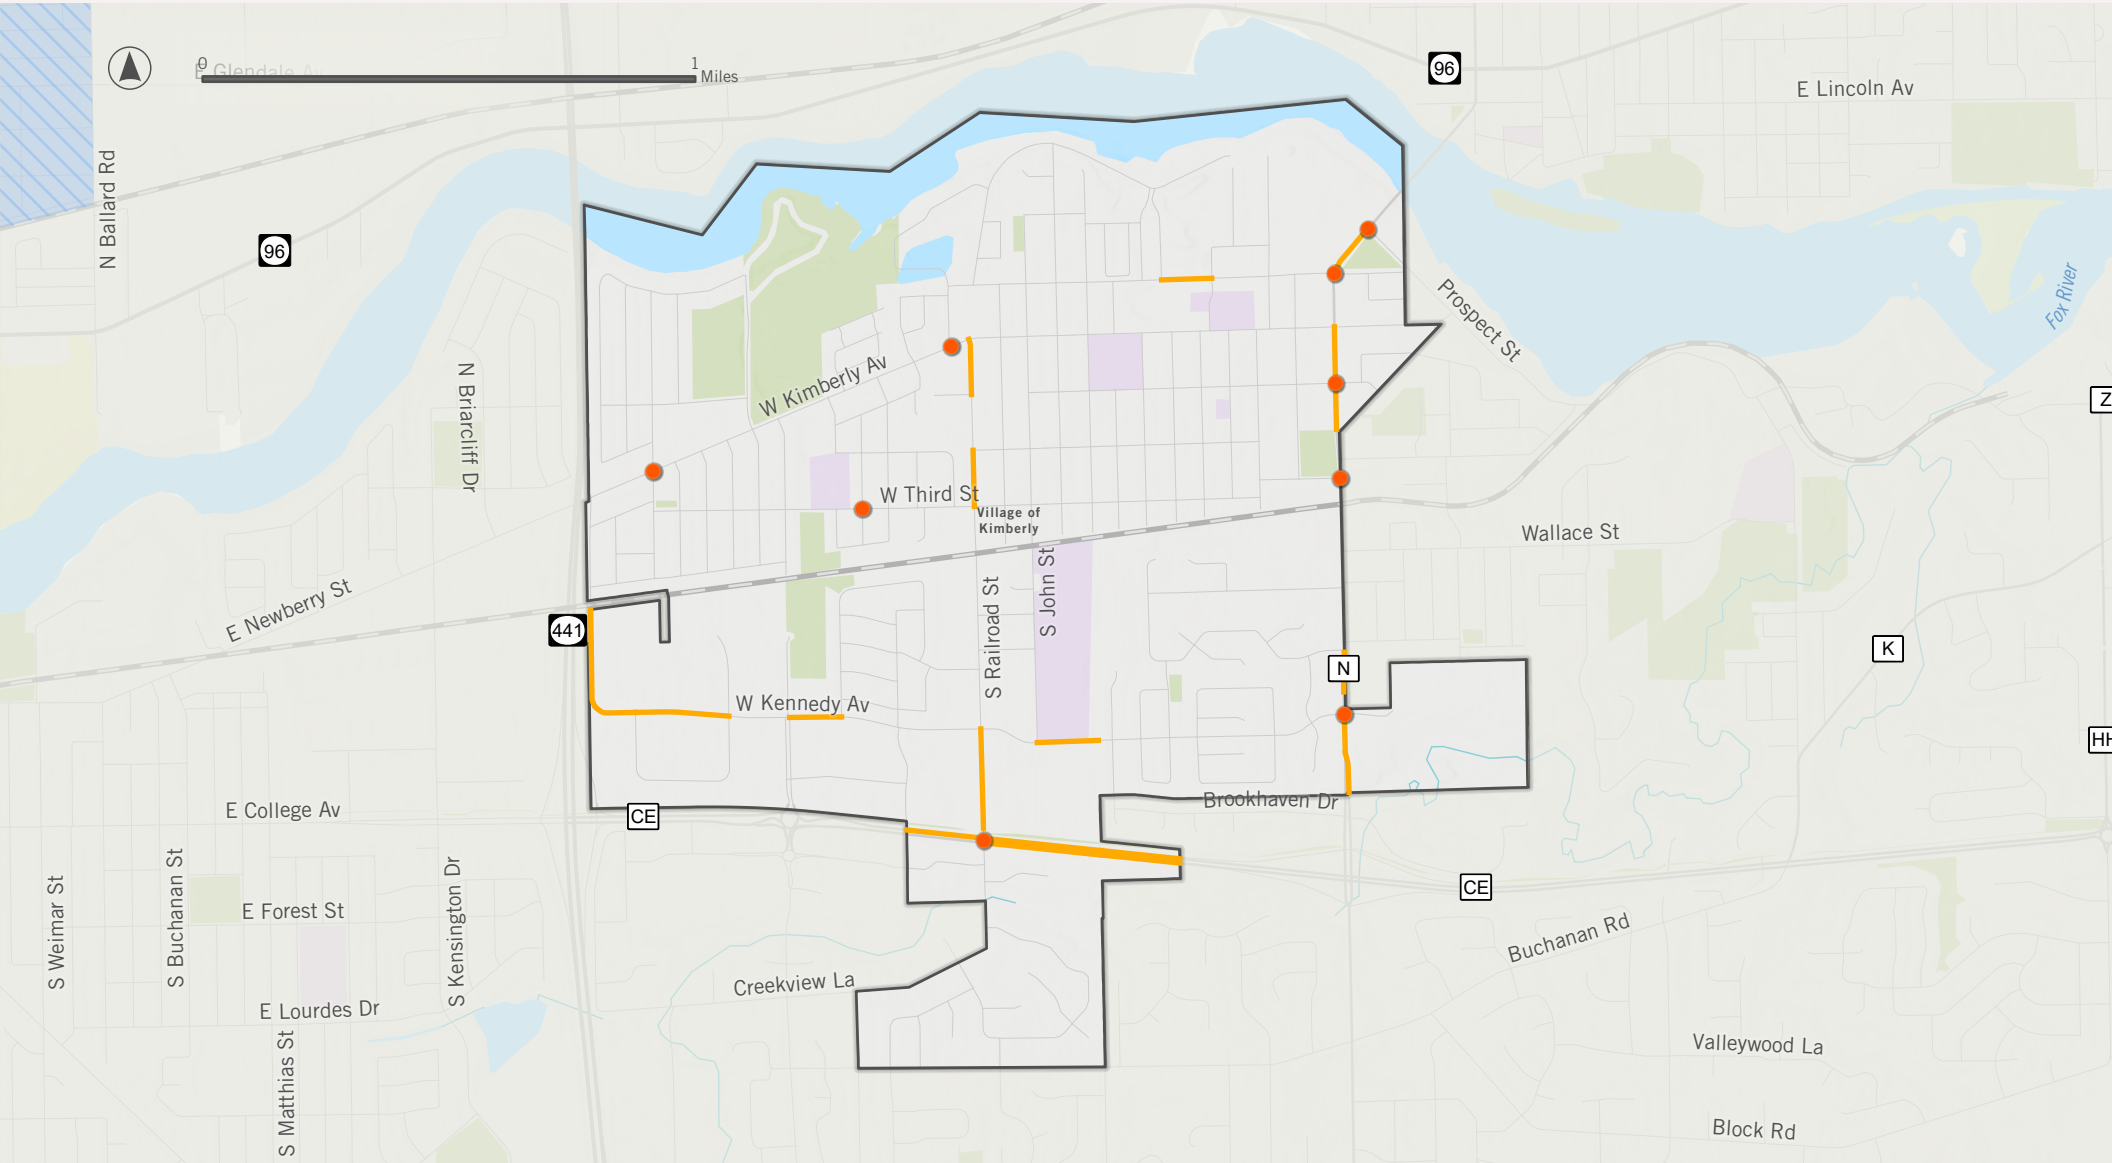 0
1
Miles
E Glendale Av
96
E Lincoln Av
N Ballard Rd
96
Fox River
Prospect St
N Briarcliff Dr
W Kimberly Av
Z
W Third St
Village of
Kimberly
Wallace St
E Newberry St
441
S Railroad St
S John St
K
N
W Kennedy Av
HH
E College Av
CE
Brookhaven Dr
CE
S Weimar St
S Buchanan St
S Kensington Dr
E Forest St
Buchanan Rd
Creekview La
E Lourdes Dr
S Matthias St
Valleywood La
Block Rd